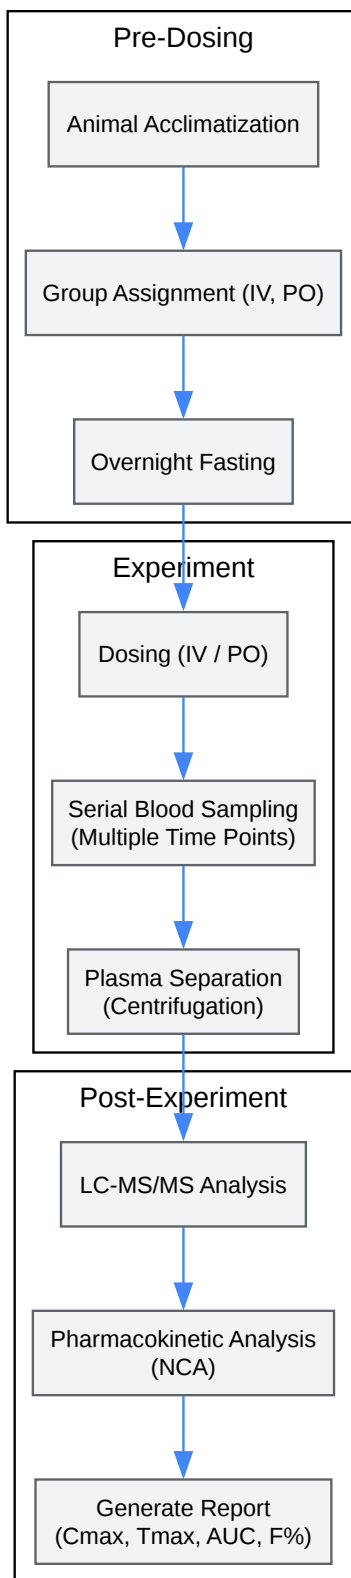 Pre-Dosing
Animal Acclimatization
Group Assignment (IV, PO)
Overnight Fasting
Experiment
Dosing (IV / PO)
Serial Blood Sampling
(Multiple Time Points)
Plasma Separation
(Centrifugation)
Post-Experiment
LC-MS/MS Analysis
Pharmacokinetic Analysis
(NCA)
Generate Report
(Cmax, Tmax, AUC, F%)